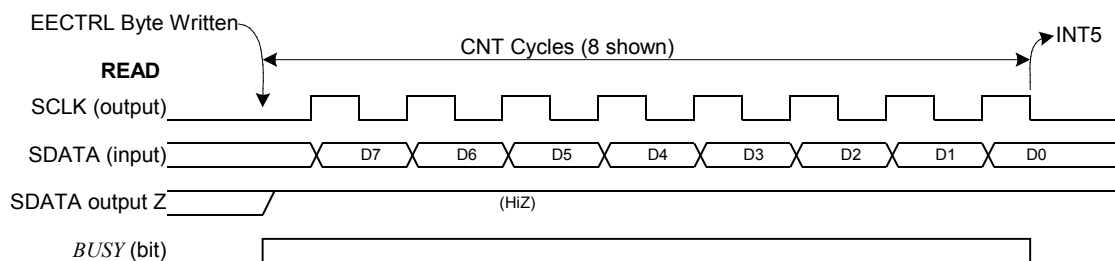 EECTRL Byte Written
CNT Cycles (8 shown)
INT5
READ
SCLK (output)
SDATA (input)
D7 D6 D5 D4 D3 D2 D1 D0
SDATA output Z
(HiZ)
BUSY (bit)